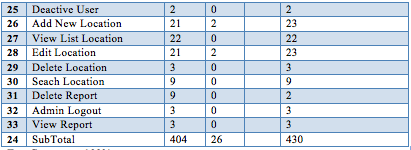 25 Deactive User 2 0 2
26 Add New Location 21 2 23
27 View List Location 22 0 22
28 Edit Location 21 2 23
29 Delete Location 3 0 3
30 Seach Location 9 0 9
31 Delete Report 9 0 2
32 Admin Logout 3 0 3
33 View Report 3 0 3
24 SubTotal 404 26 430